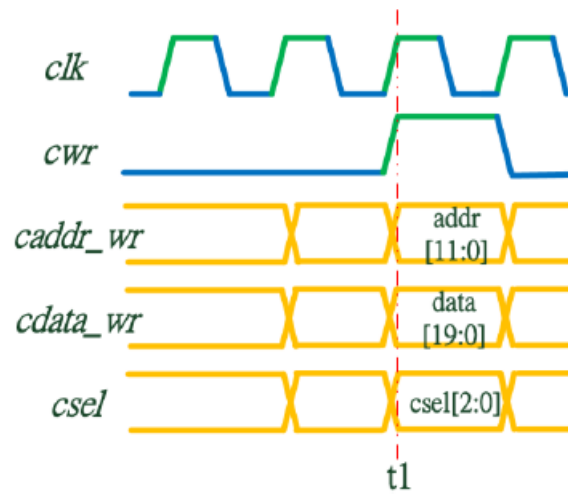 clk
cwr
caddr_wr
addr
[11:0]
cdata_wr
data
[19:0]
csel
csel[2:0]
t1